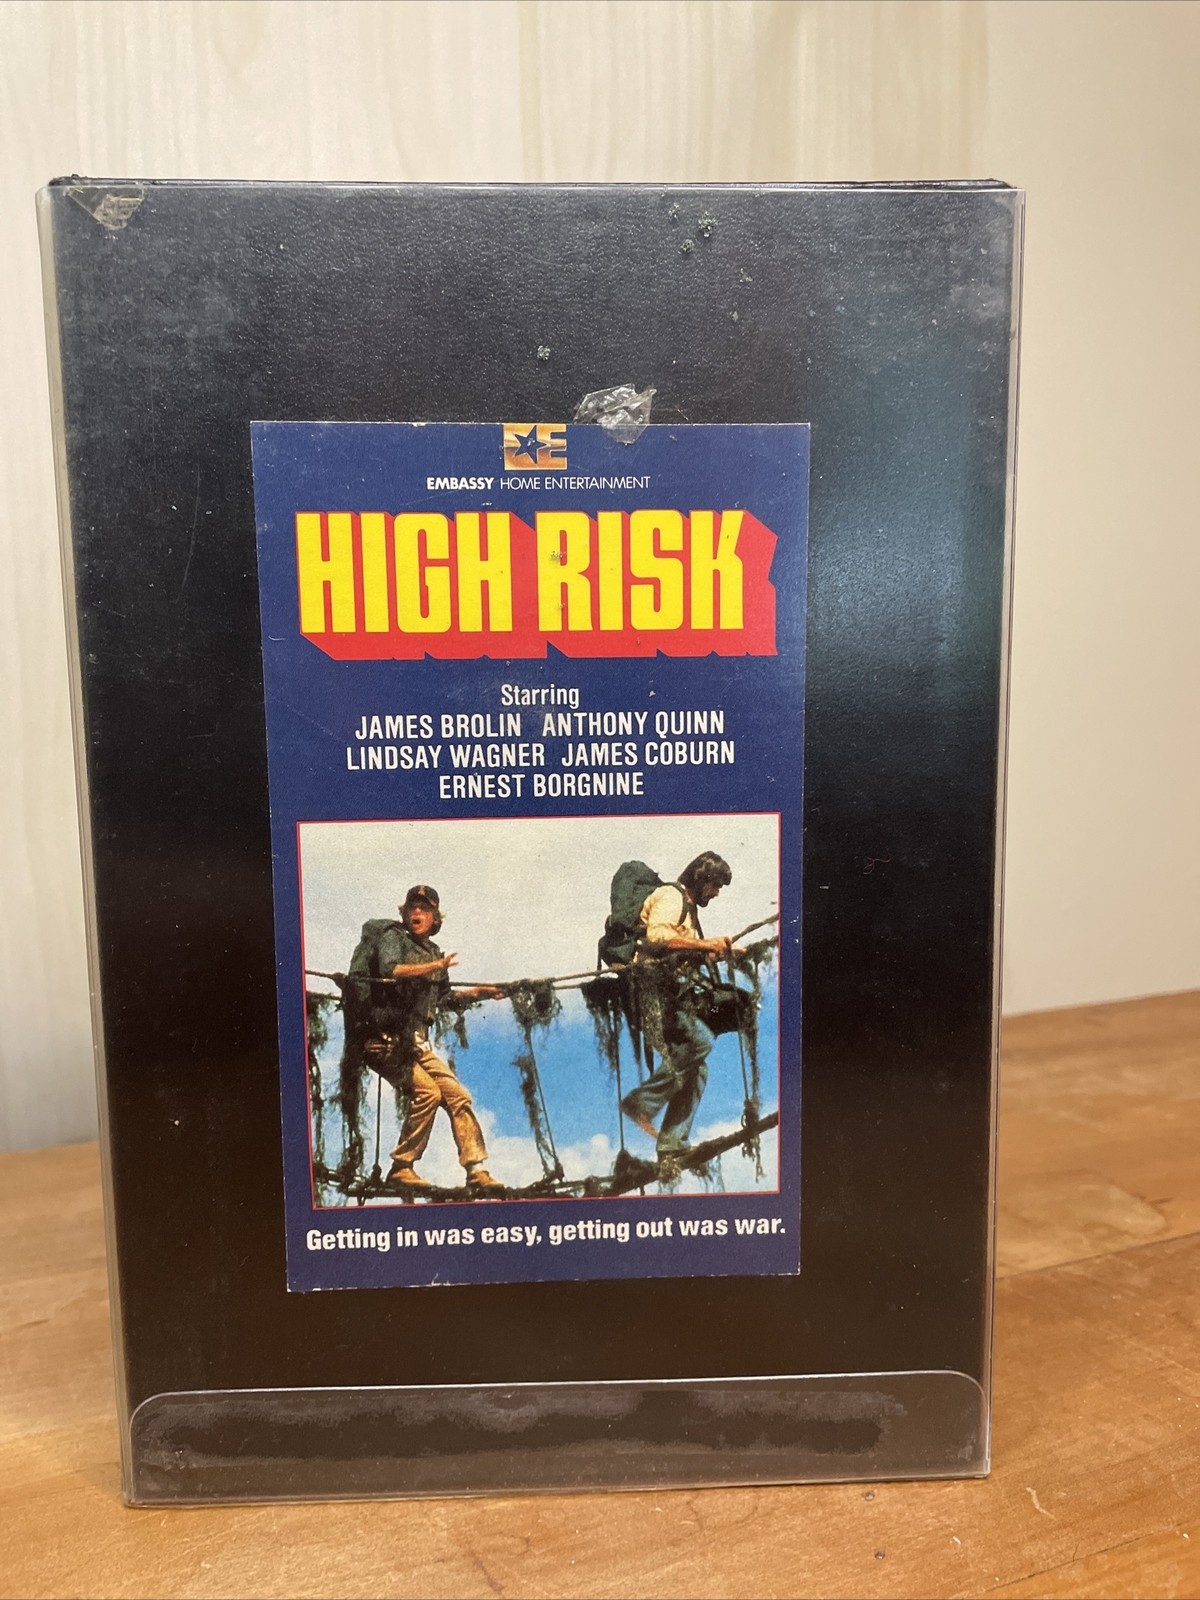 EMBASSY HOME ENTERTAINMENT
HIGH RISK
Starring
JAMES BROLIN ANTHONY QUINN
LINDSAY WAGNER JAMES COBURN
ERNEST BORGNINE
Getting in was easy, getting out was war.